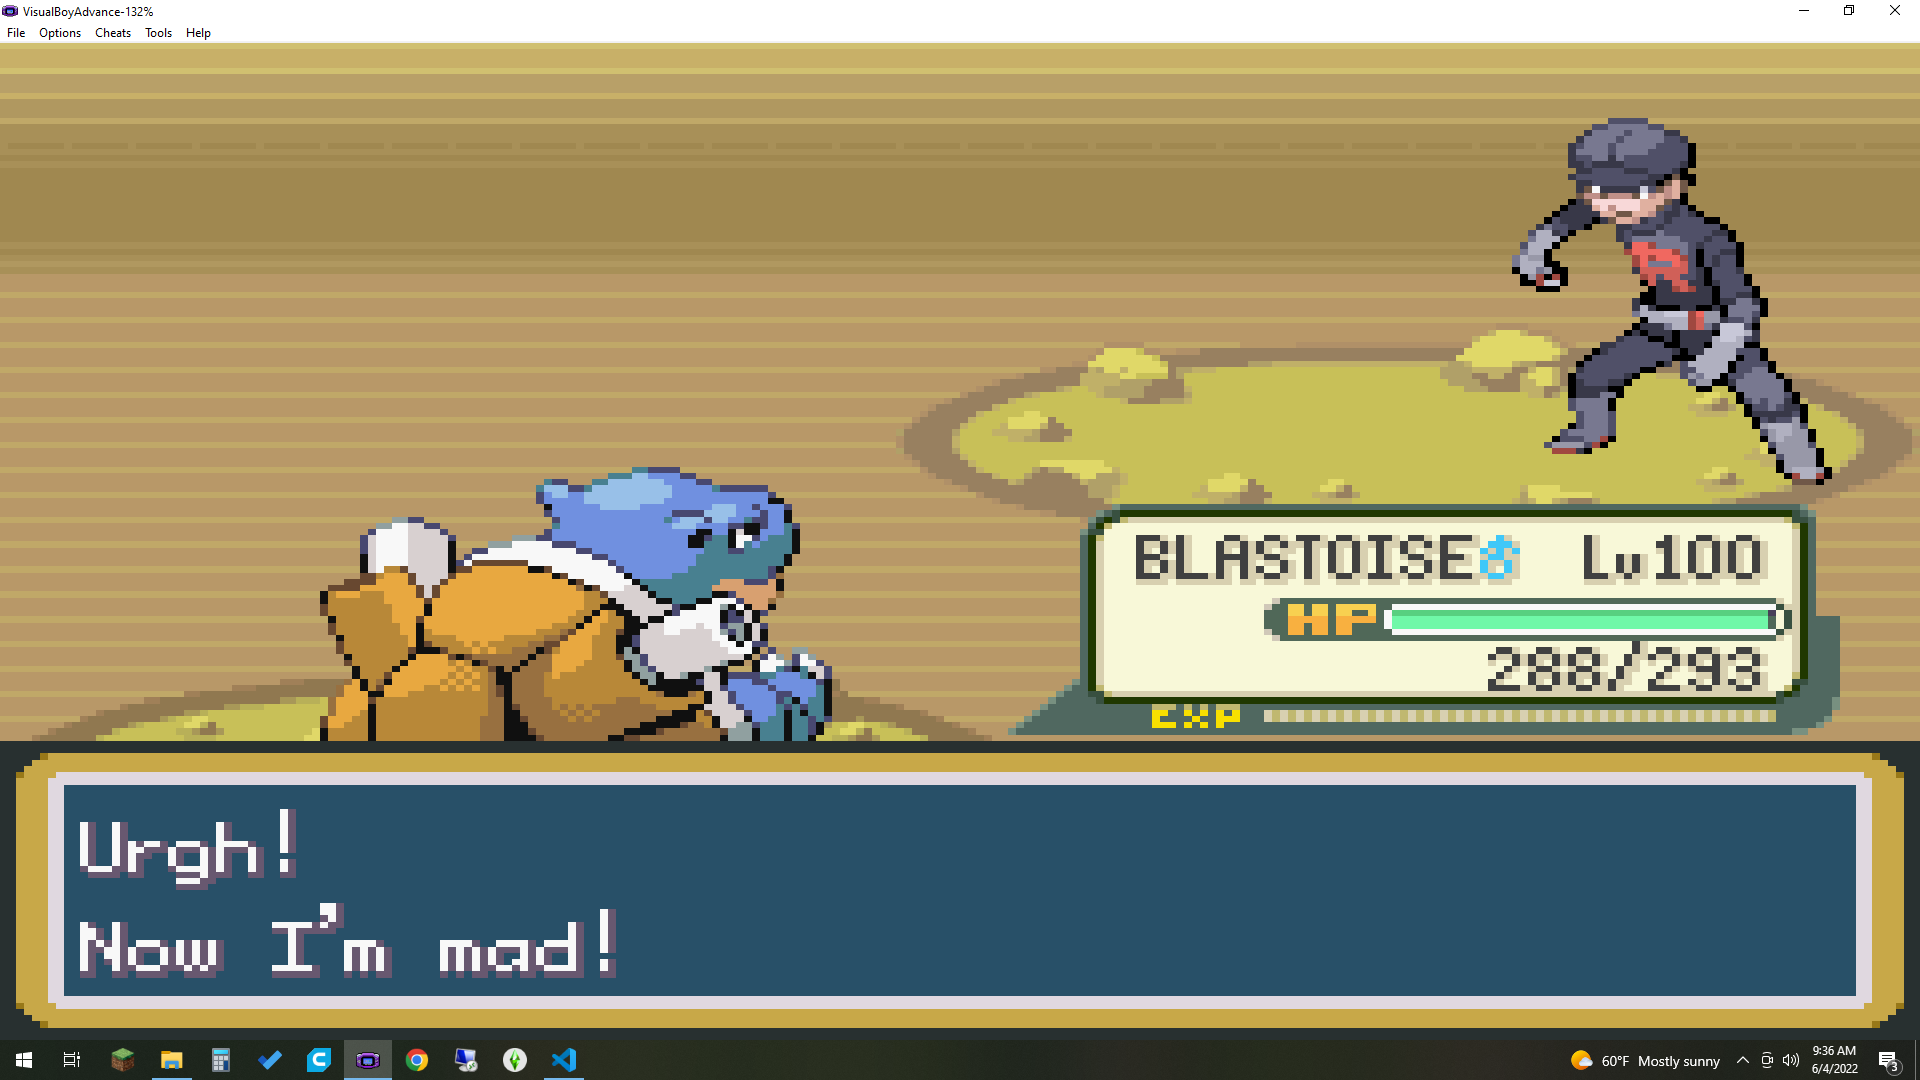 VisualBoyAdvance-132%
File Options Cheats Tools Help
BLASTOISE♂ Lv100
HP
288/293
EXP
Urgh!
Now I'm mad!
60°F Mostly sunny
9:36 AM
6/4/2022
3